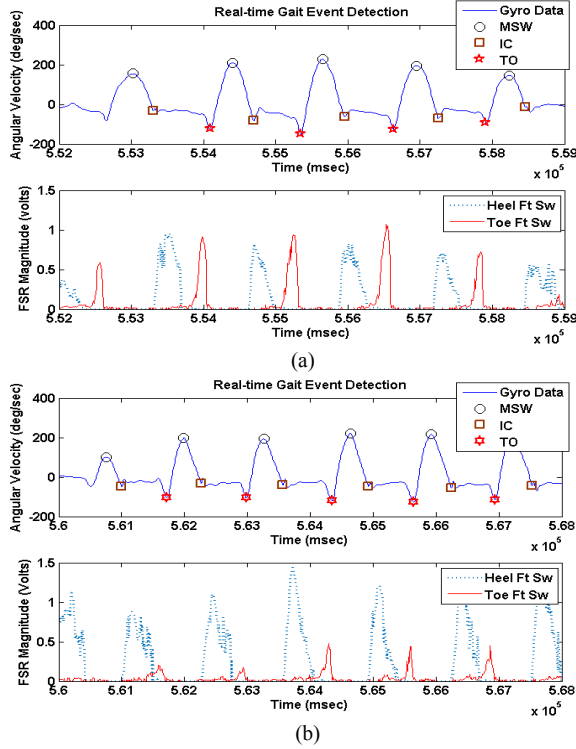 Real-time Gait Event Detection
Angular Velocity (deg/sec)
400
200
0
-200
5.52 5.53 5.54 5.55 5.56 5.57 5.58 5.59
Time (msec)
x 10^5
Gyro Data
MSW
IC
TO
FSR Magnitude (volts)
1.5
1
0.5
0
5.52 5.53 5.54 5.55 5.56 5.57 5.58 5.59
Time (msec)
x 10^5
Heel Ft Sw
Toe Ft Sw
(a)
Real-time Gait Event Detection
Angular Velocity (deg/sec)
400
200
0
-200
5.6 5.61 5.62 5.63 5.64 5.65 5.66 5.67 5.68
Time (msec)
x 10^5
Gyro Data
MSW
IC
TO
FSR Magnitude (Volts)
1.5
1
0.5
0
5.6 5.61 5.62 5.63 5.64 5.65 5.66 5.67 5.68
Time (msec)
x 10^5
Heel Ft Sw
Toe Ft Sw
(b)